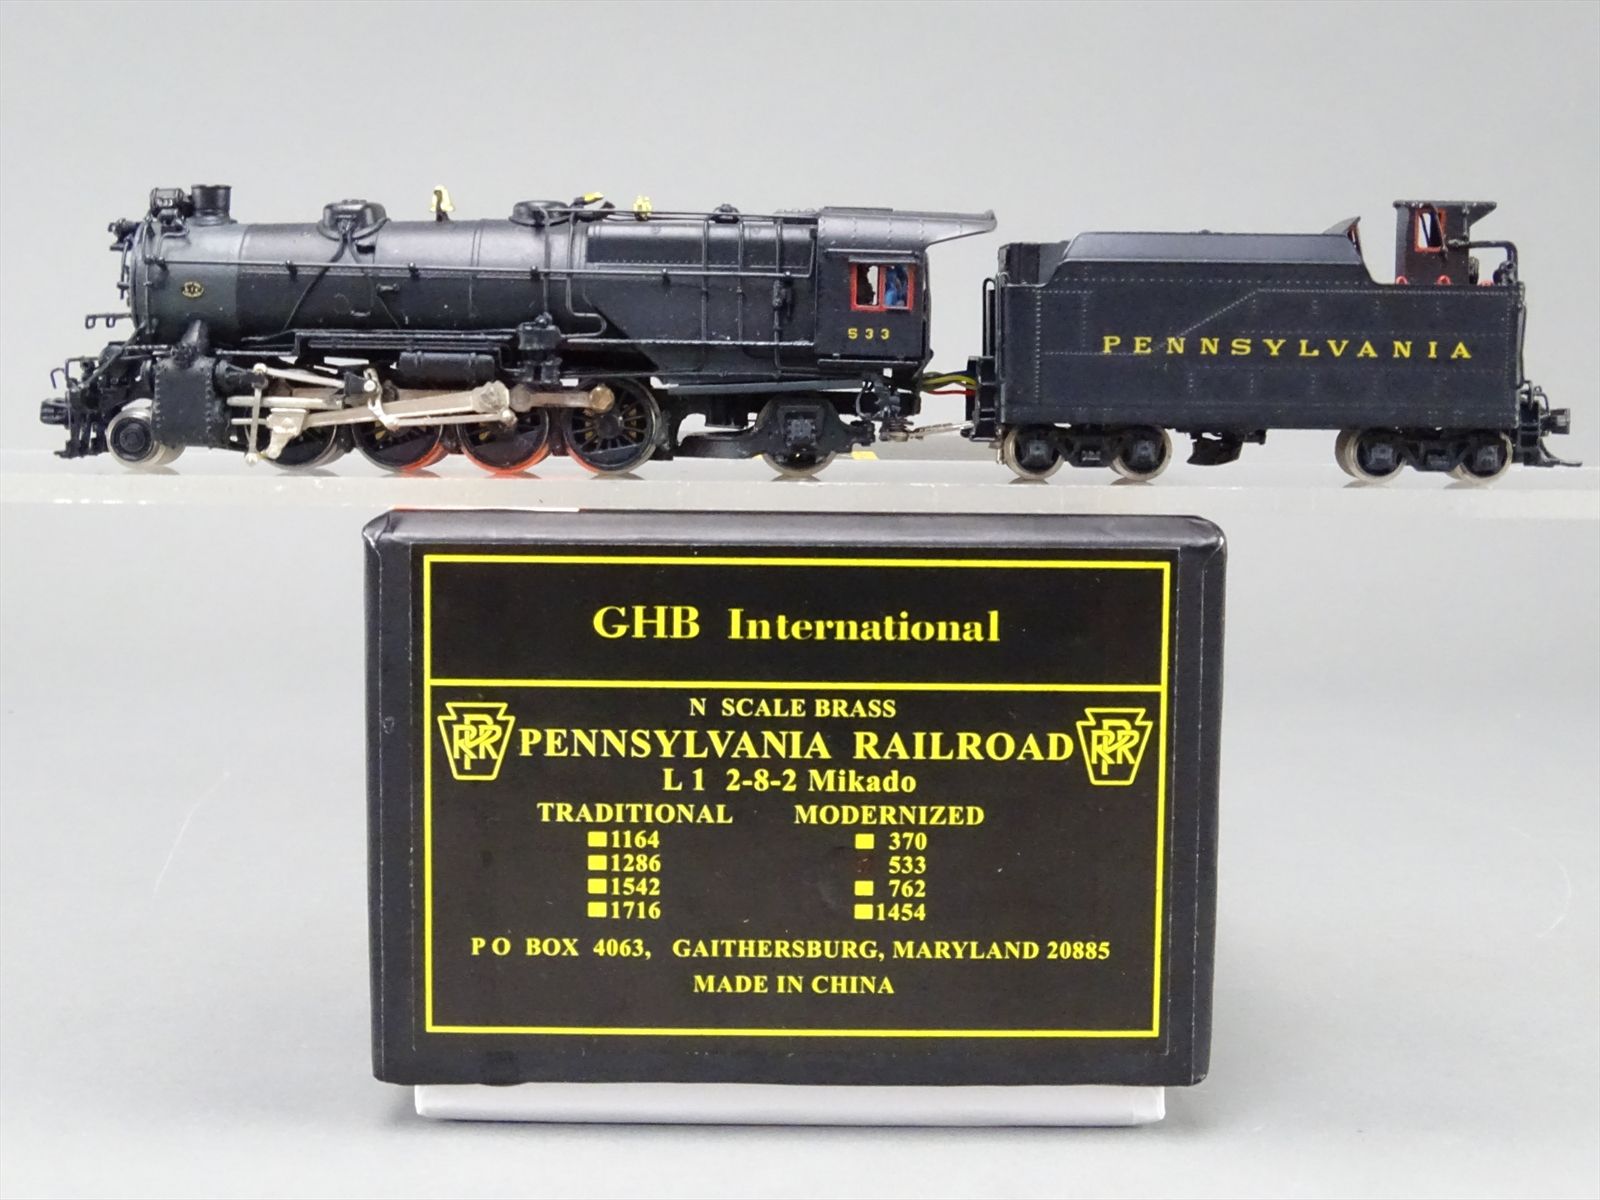 533
PENNSYLVANIA
GHB International
N SCALE BRASS
PRR PENNSYLVANIA RAILROAD PRR
L 1 2-8-2 Mikado
TRADITIONAL MODERNIZED
1164 370
1286 533
1542 762
1716 1454
P O BOX 4063, GAITHERSBURG, MARYLAND 20885
MADE IN CHINA